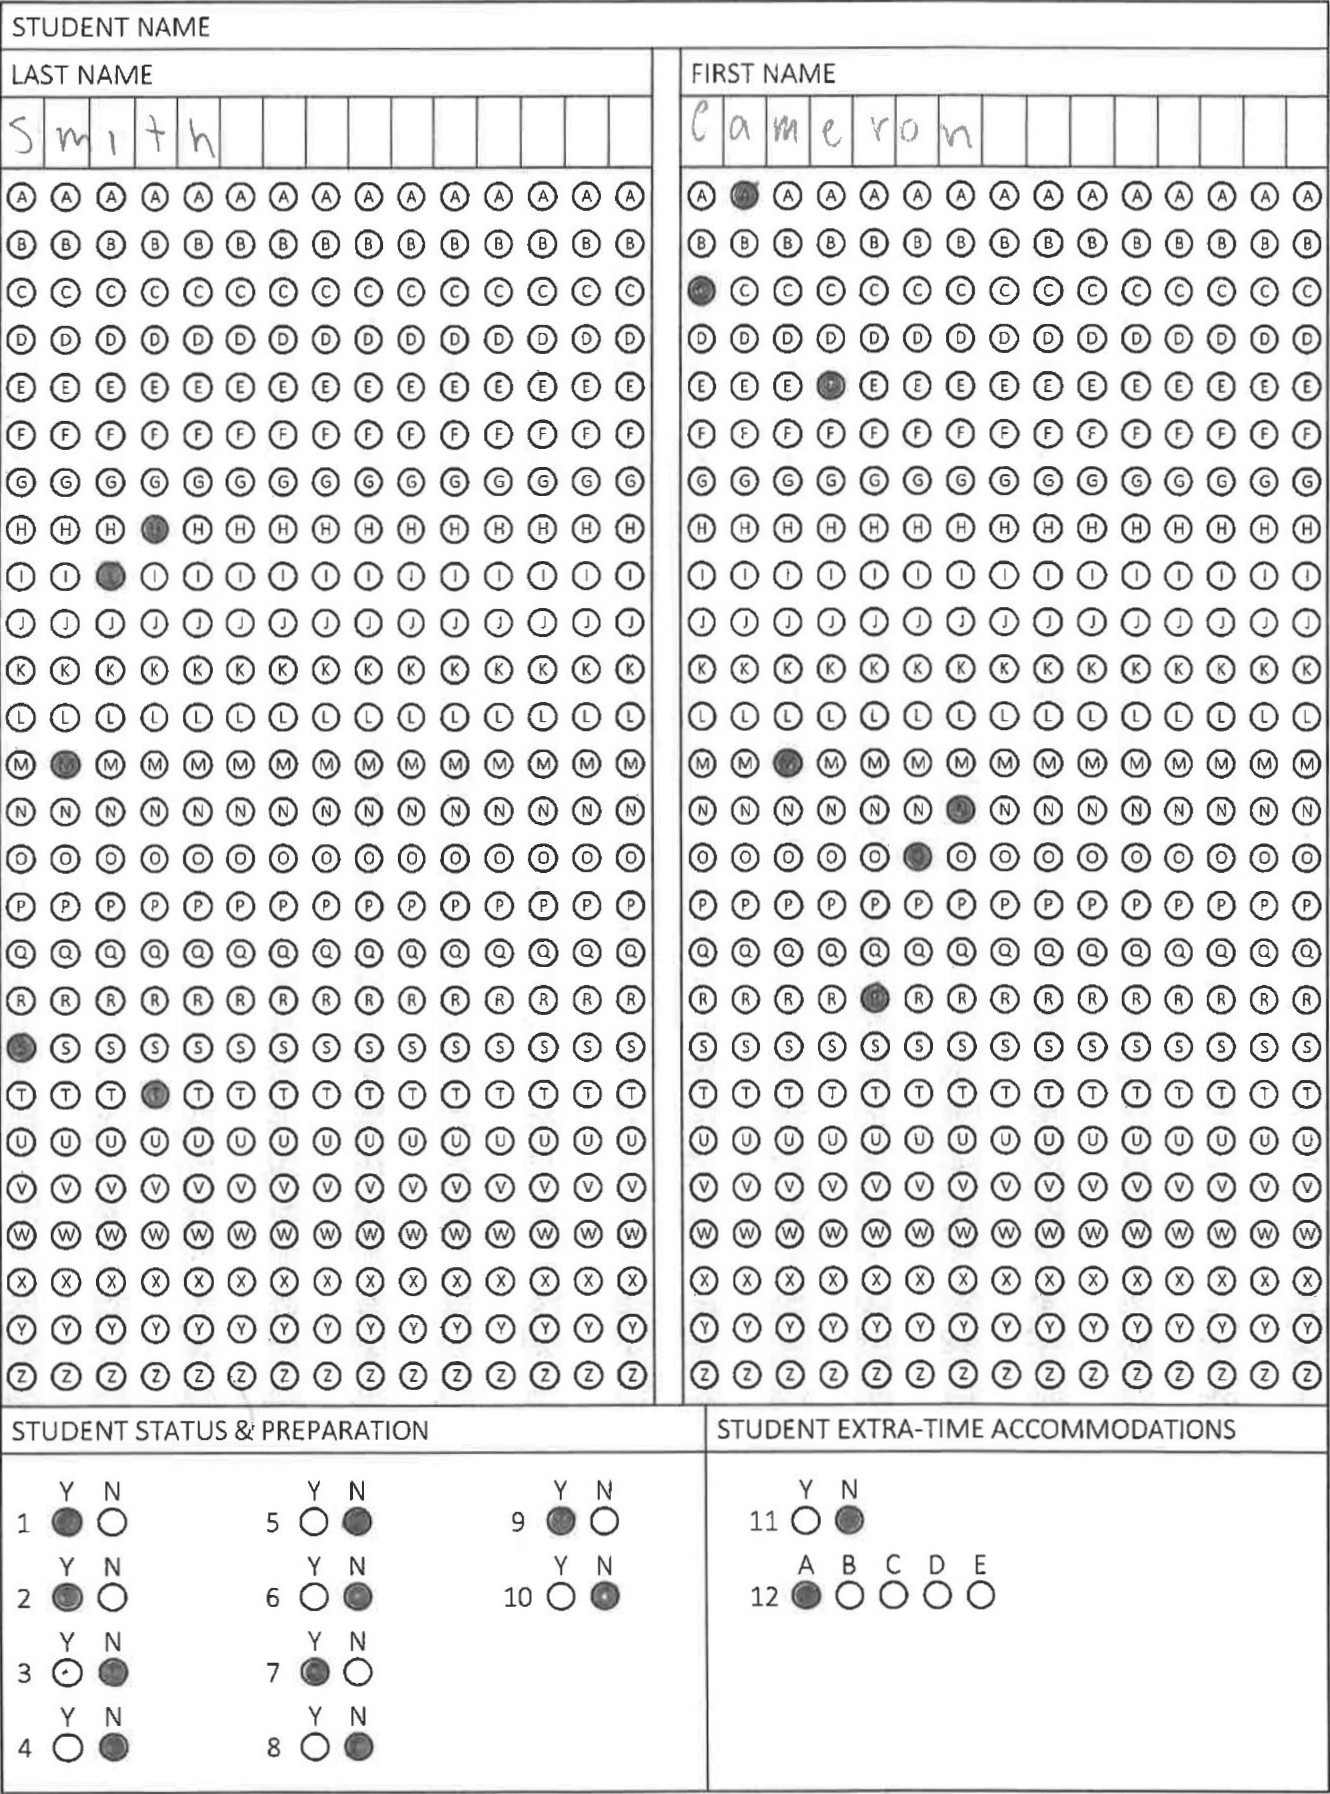 STUDENT NAME
LAST NAME FIRST NAME
Smith Cameron
A A A A A A A A A A A A A A A A A A A A A A A A A A A A A A
B B B B B B B B B B B B B B B B B B B B B B B B B B B B B B
C C C C C C C C C C C C C C C C C C C C C C C C C C C C C C
D D D D D D D D D D D D D D D D D D D D D D D D D D D D D D
E E E E E E E E E E E E E E E E E E E E E E E E E E E E E E
F F F F F F F F F F F F F F F F F F F F F F F F F F F F F F
G G G G G G G G G G G G G G G G G G G G G G G G G G G G G G
H H H H H H H H H H H H H H H H H H H H H H H H H H H H H H
I I I I I I I I I I I I I I I I I I I I I I I I I I I I I I
J J J J J J J J J J J J J J J J J J J J J J J J J J J J J J
K K K K K K K K K K K K K K K K K K K K K K K K K K K K K K
L L L L L L L L L L L L L L L L L L L L L L L L L L L L L L
M M M M M M M M M M M M M M M M M M M M M M M M M M M M M M
N N N N N N N N N N N N N N N N N N N N N N N N N N N N N N
O O O O O O O O O O O O O O O O O O O O O O O O O O O O O O
P P P P P P P P P P P P P P P P P P P P P P P P P P P P P P
Q Q Q Q Q Q Q Q Q Q Q Q Q Q Q Q Q Q Q Q Q Q Q Q Q Q Q Q Q Q
R R R R R R R R R R R R R R R R R R R R R R R R R R R R R R
S S S S S S S S S S S S S S S S S S S S S S S S S S S S S S
T T T T T T T T T T T T T T T T T T T T T T T T T T T T T T
U U U U U U U U U U U U U U U U U U U U U U U U U U U U U U
V V V V V V V V V V V V V V V V V V V V V V V V V V V V V V
W W W W W W W W W W W W W W W W W W W W W W W W W W W W W W
X X X X X X X X X X X X X X X X X X X X X X X X X X X X X X
Y Y Y Y Y Y Y Y Y Y Y Y Y Y Y Y Y Y Y Y Y Y Y Y Y Y Y Y Y Y
Z Z Z Z Z Z Z Z Z Z Z Z Z Z Z Z Z Z Z Z Z Z Z Z Z Z Z Z Z Z
STUDENT STATUS & PREPARATION
Y N Y N Y N
1 5 9
Y N Y N Y N
2 6 10
Y N Y N
3 7
Y N Y N
4 8
STUDENT EXTRA-TIME ACCOMMODATIONS
Y N
11
A B C D E
12